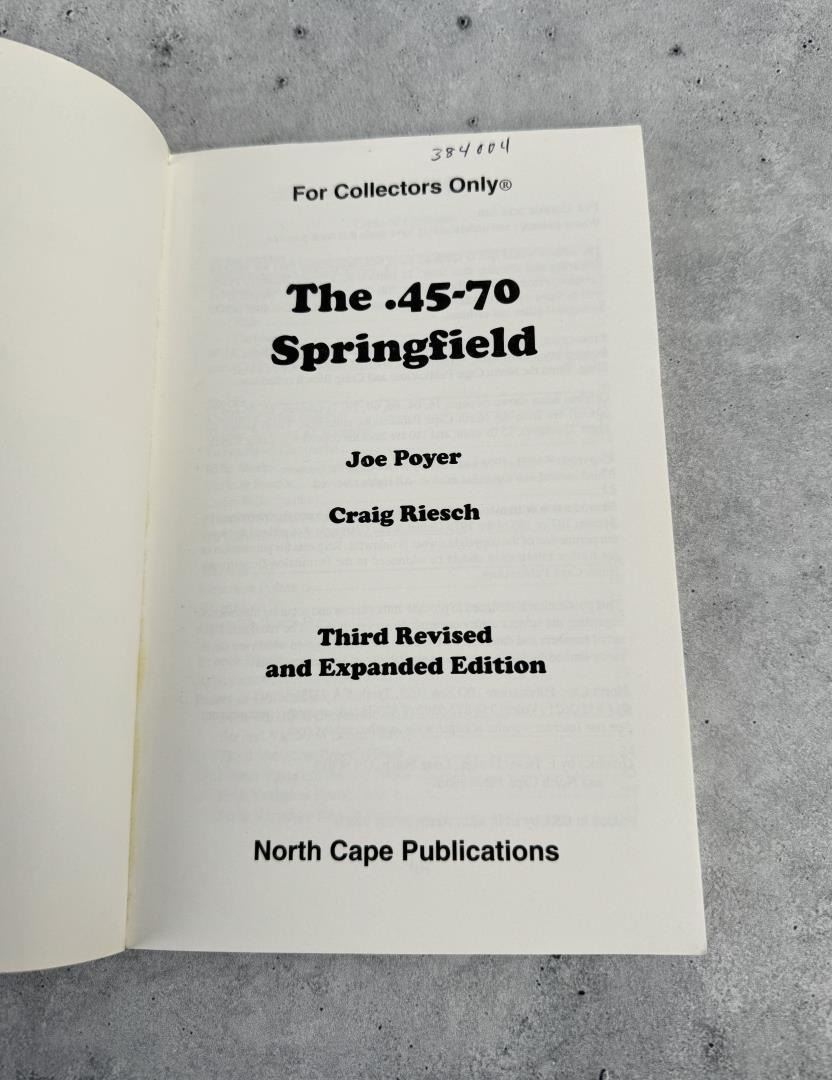 384004
For Collectors Only®
The .45-70
Springfield
Joe Poyer
Craig Riesch
Third Revised
and Expanded Edition
North Cape Publications